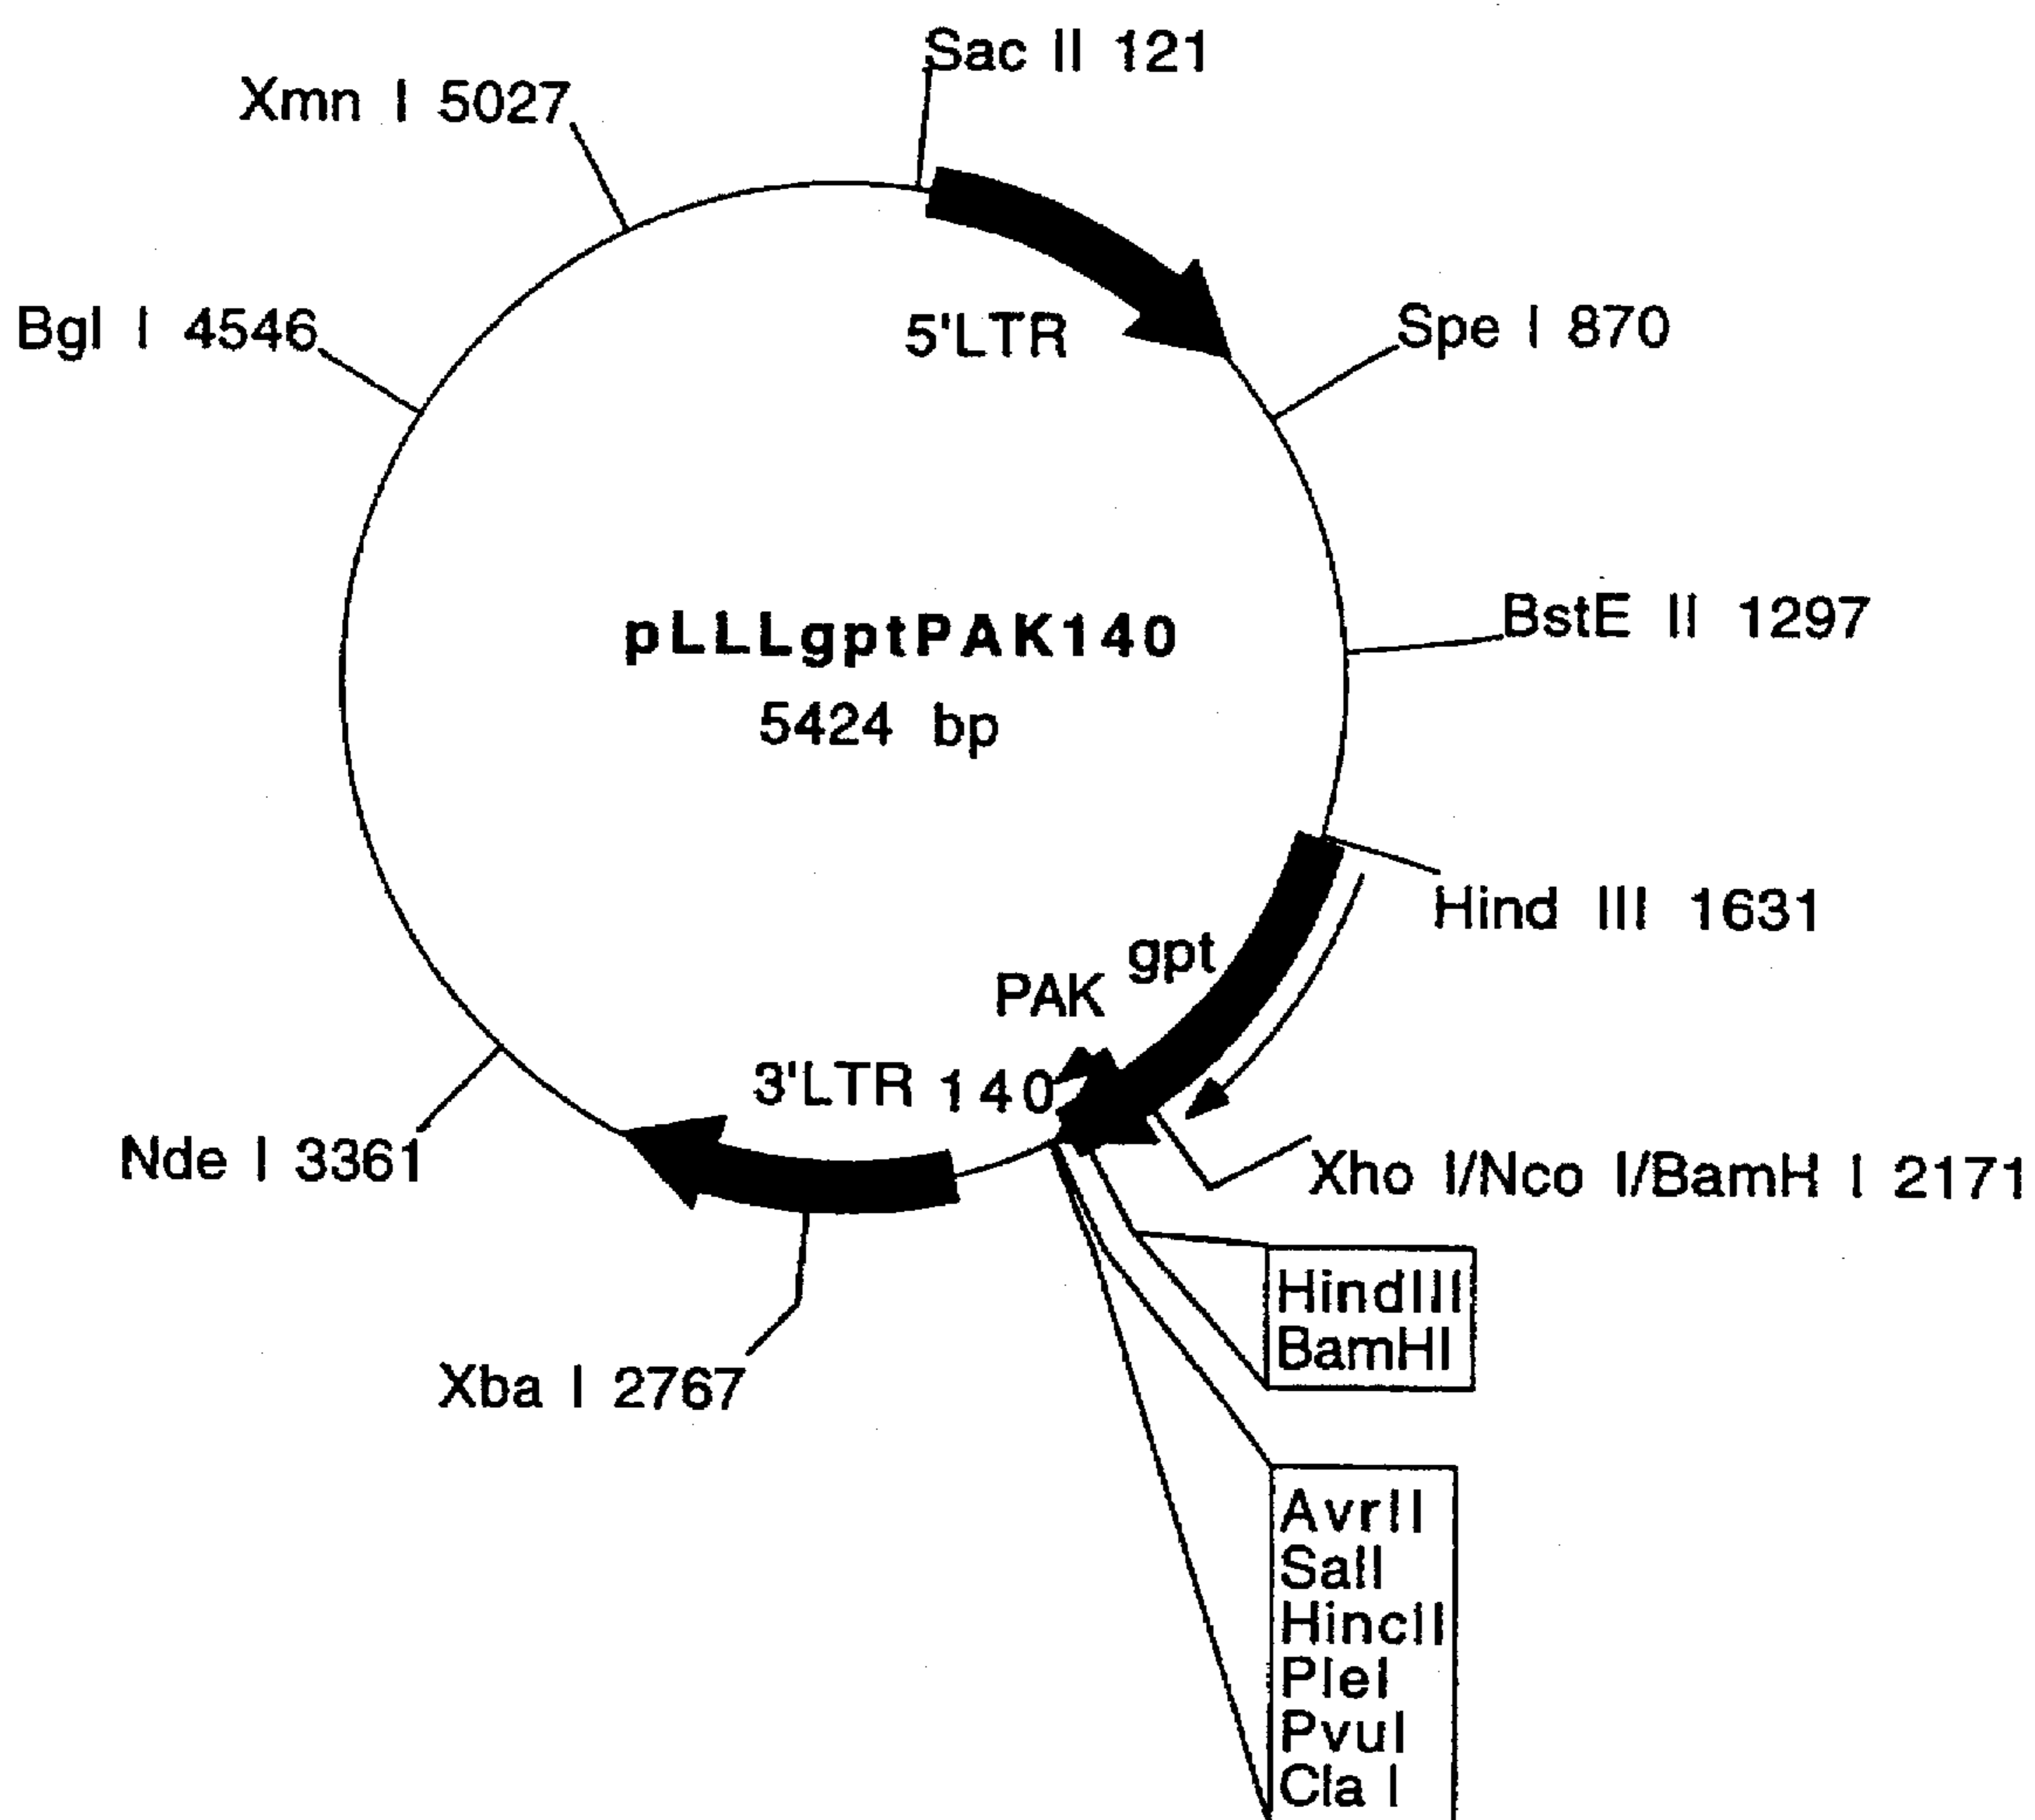 Sac II 121
Xmn I 5027
Bgl I 4546
5'LTR
Spe I 870
pLLLgptPAK140
5424 bp
BstE II 1297
Hind III 1631
gpt
PAK
3'LTR 140
Nde I 3361
Xho I/Nco I/BamH I 2171
HindIII
BamHI
Xba I 2767
AvrII
SalI
HincII
PleI
PvuI
Cla I